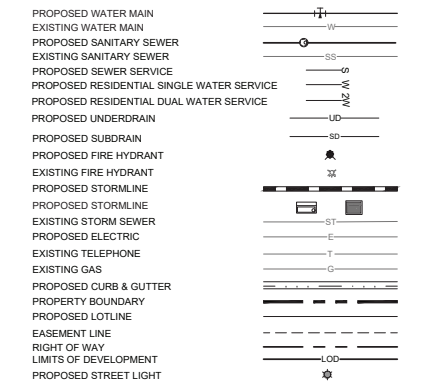 PROPOSED WATER MAIN
EXISTING WATER MAIN W
PROPOSED SANITARY SEWER
EXISTING SANITARY SEWER SS
PROPOSED SEWER SERVICE S
PROPOSED RESIDENTIAL SINGLE WATER SERVICE W
PROPOSED RESIDENTIAL DUAL WATER SERVICE 2W
PROPOSED UNDERDRAIN UD
PROPOSED SUBDRAIN SD
PROPOSED FIRE HYDRANT
EXISTING FIRE HYDRANT
PROPOSED STORMLINE
PROPOSED STORMLINE
EXISTING STORM SEWER ST
PROPOSED ELECTRIC E
EXISTING TELEPHONE T
EXISTING GAS G
PROPOSED CURB & GUTTER
PROPERTY BOUNDARY
PROPOSED LOTLINE
EASEMENT LINE
RIGHT OF WAY
LIMITS OF DEVELOPMENT LOD
PROPOSED STREET LIGHT